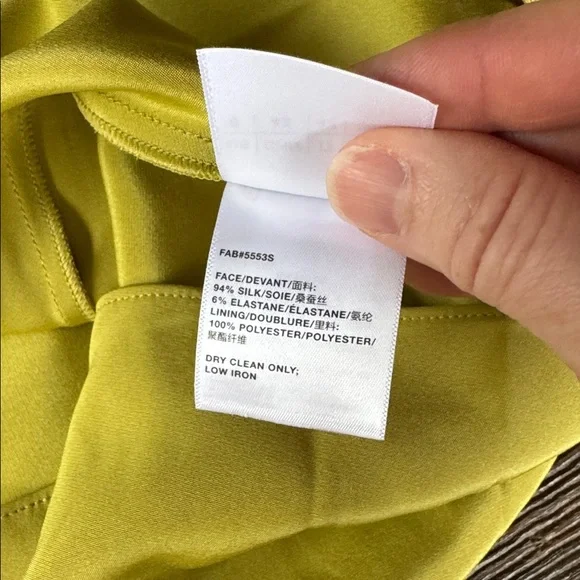 FAB#5553S
FACE/DEVANT/面料:
94% SILK/SOIE/桑蚕丝
6% ELASTANE/ÉLASTANE/氨纶
LINING/DOUBLURE/里料:
100% POLYESTER/POLYESTER/
聚酯纤维
DRY CLEAN ONLY;
LOW IRON